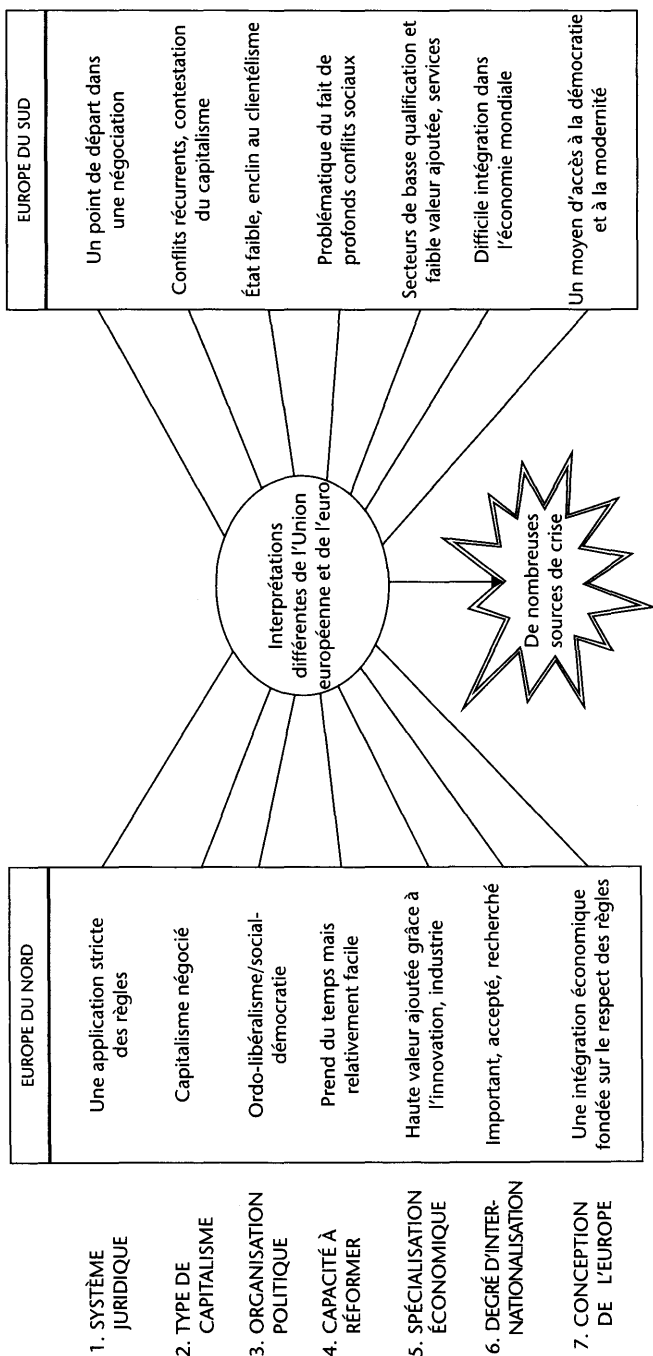 EUROPE DU NORD
EUROPE DU SUD
1. SYSTÈME
JURIDIQUE
Une application stricte
des règles
Un point de départ dans
une négociation
2. TYPE DE
CAPITALISME
Capitalisme négocié
Conflits récurrents, contestation
du capitalisme
3. ORGANISATION
POLITIQUE
Ordo-libéralisme/social-
démocratie
État faible, enclin au clientélisme
4. CAPACITÉ À
RÉFORMER
Prend du temps mais
relativement facile
Problématique du fait de
profonds conflits sociaux
5. SPÉCIALISATION
ÉCONOMIQUE
Haute valeur ajoutée grâce à
l'innovation, industrie
Secteurs de basse qualification et
faible valeur ajoutée, services
6. DEGRÉ D'INTER-
NATIONALISATION
Important, accepté, recherché
Difficile intégration dans
l'économie mondiale
7. CONCEPTION
DE L'EUROPE
Une intégration économique
fondée sur le respect des règles
Un moyen d'accès à la démocratie
et à la modernité
Interprétations
différentes de l'Union
européenne et de l'euro
De nombreuses
sources de crise